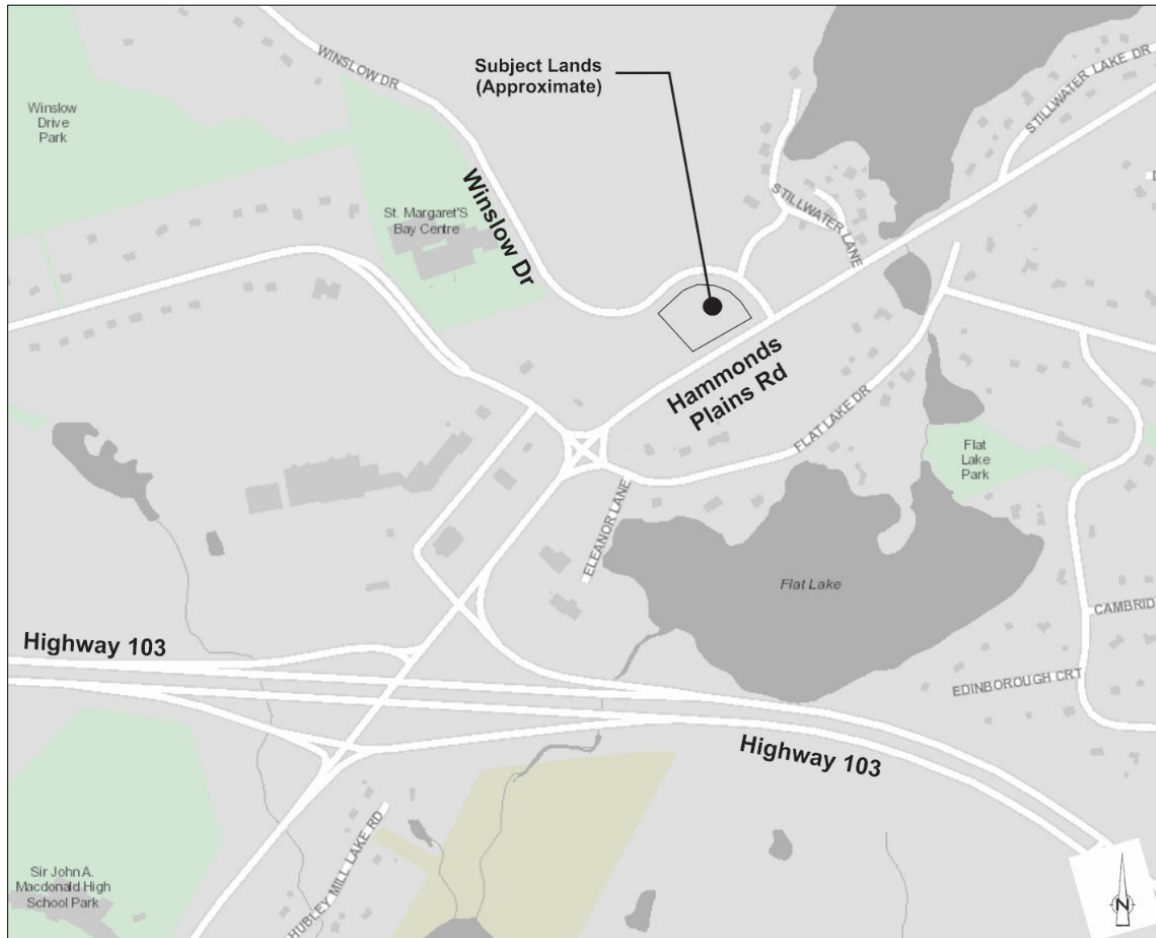 WINSLOW DR
Subject Lands
(Approximate)
STILLWATER LAKE DR
Winslow
Drive
Park
Winslow Dr
St. Margaret'S
Bay Centre
STILLWATER LANE
Hammonds
Plains Rd
FLAT LAKE DR
Flat
Lake
Park
ELEANOR LANE
Flat Lake
CAMBRID
Highway 103
EDINBOROUGH CRT
Highway 103
HUBLEY MILL LAKE RD
Sir John A.
Macdonald High
School Park
N